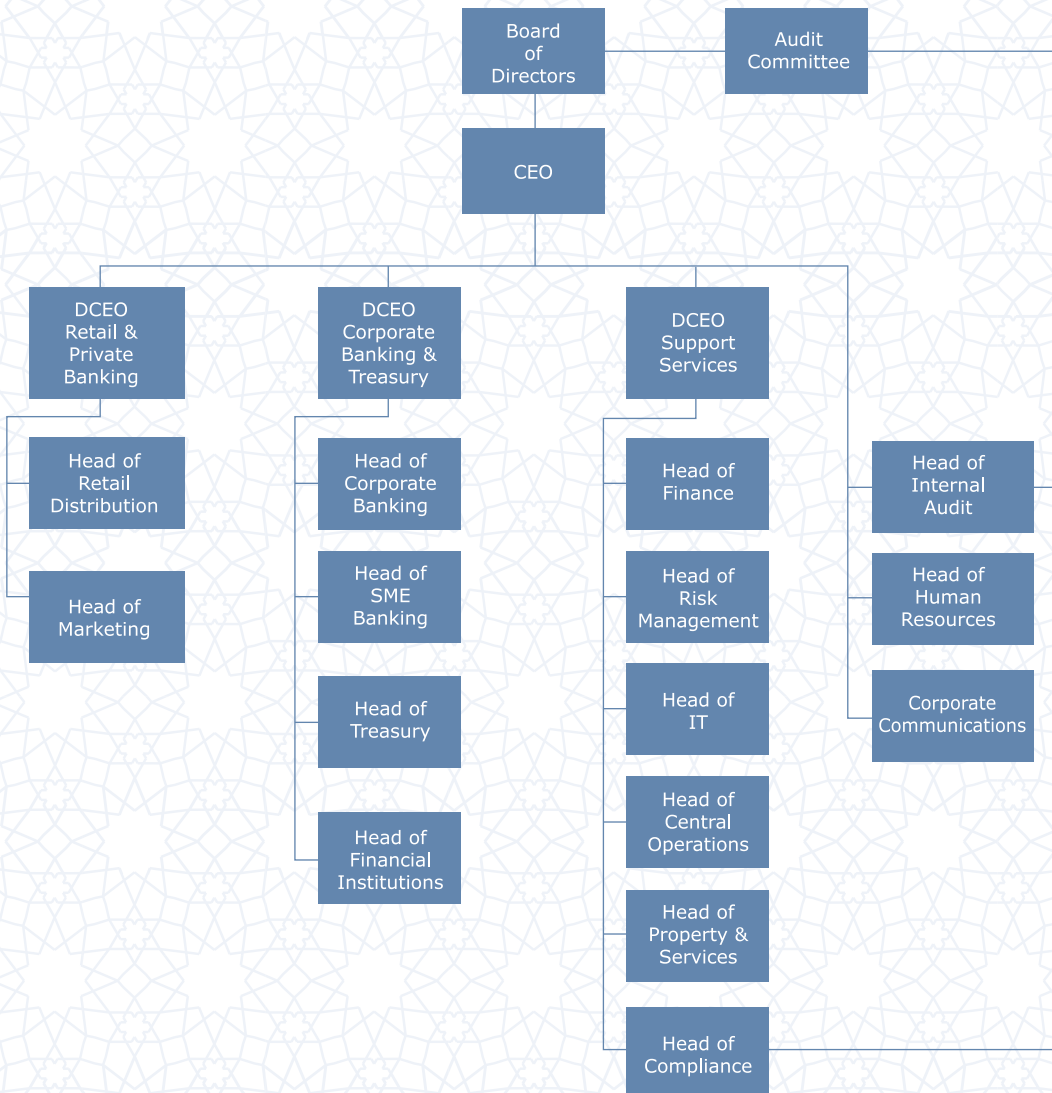 Board
of
Directors
Audit
Committee
CEO
DCEO
Retail &
Private
Banking
DCEO
Corporate
Banking &
Treasury
DCEO
Support
Services
Head of
Retail
Distribution
Head of
Marketing
Head of
Corporate
Banking
Head of
SME
Banking
Head of
Treasury
Head of
Financial
Institutions
Head of
Finance
Head of
Risk
Management
Head of
IT
Head of
Central
Operations
Head of
Property &
Services
Head of
Compliance
Head of
Internal
Audit
Head of
Human
Resources
Corporate
Communications